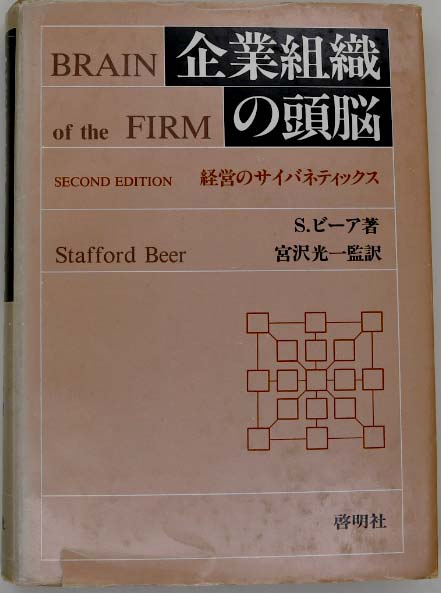 BRAIN 企業組織
of the FIRM の頭脳
SECOND EDITION 経営のサイバネティックス
S.ビーア著
Stafford Beer 宮沢光一監訳
啓明社